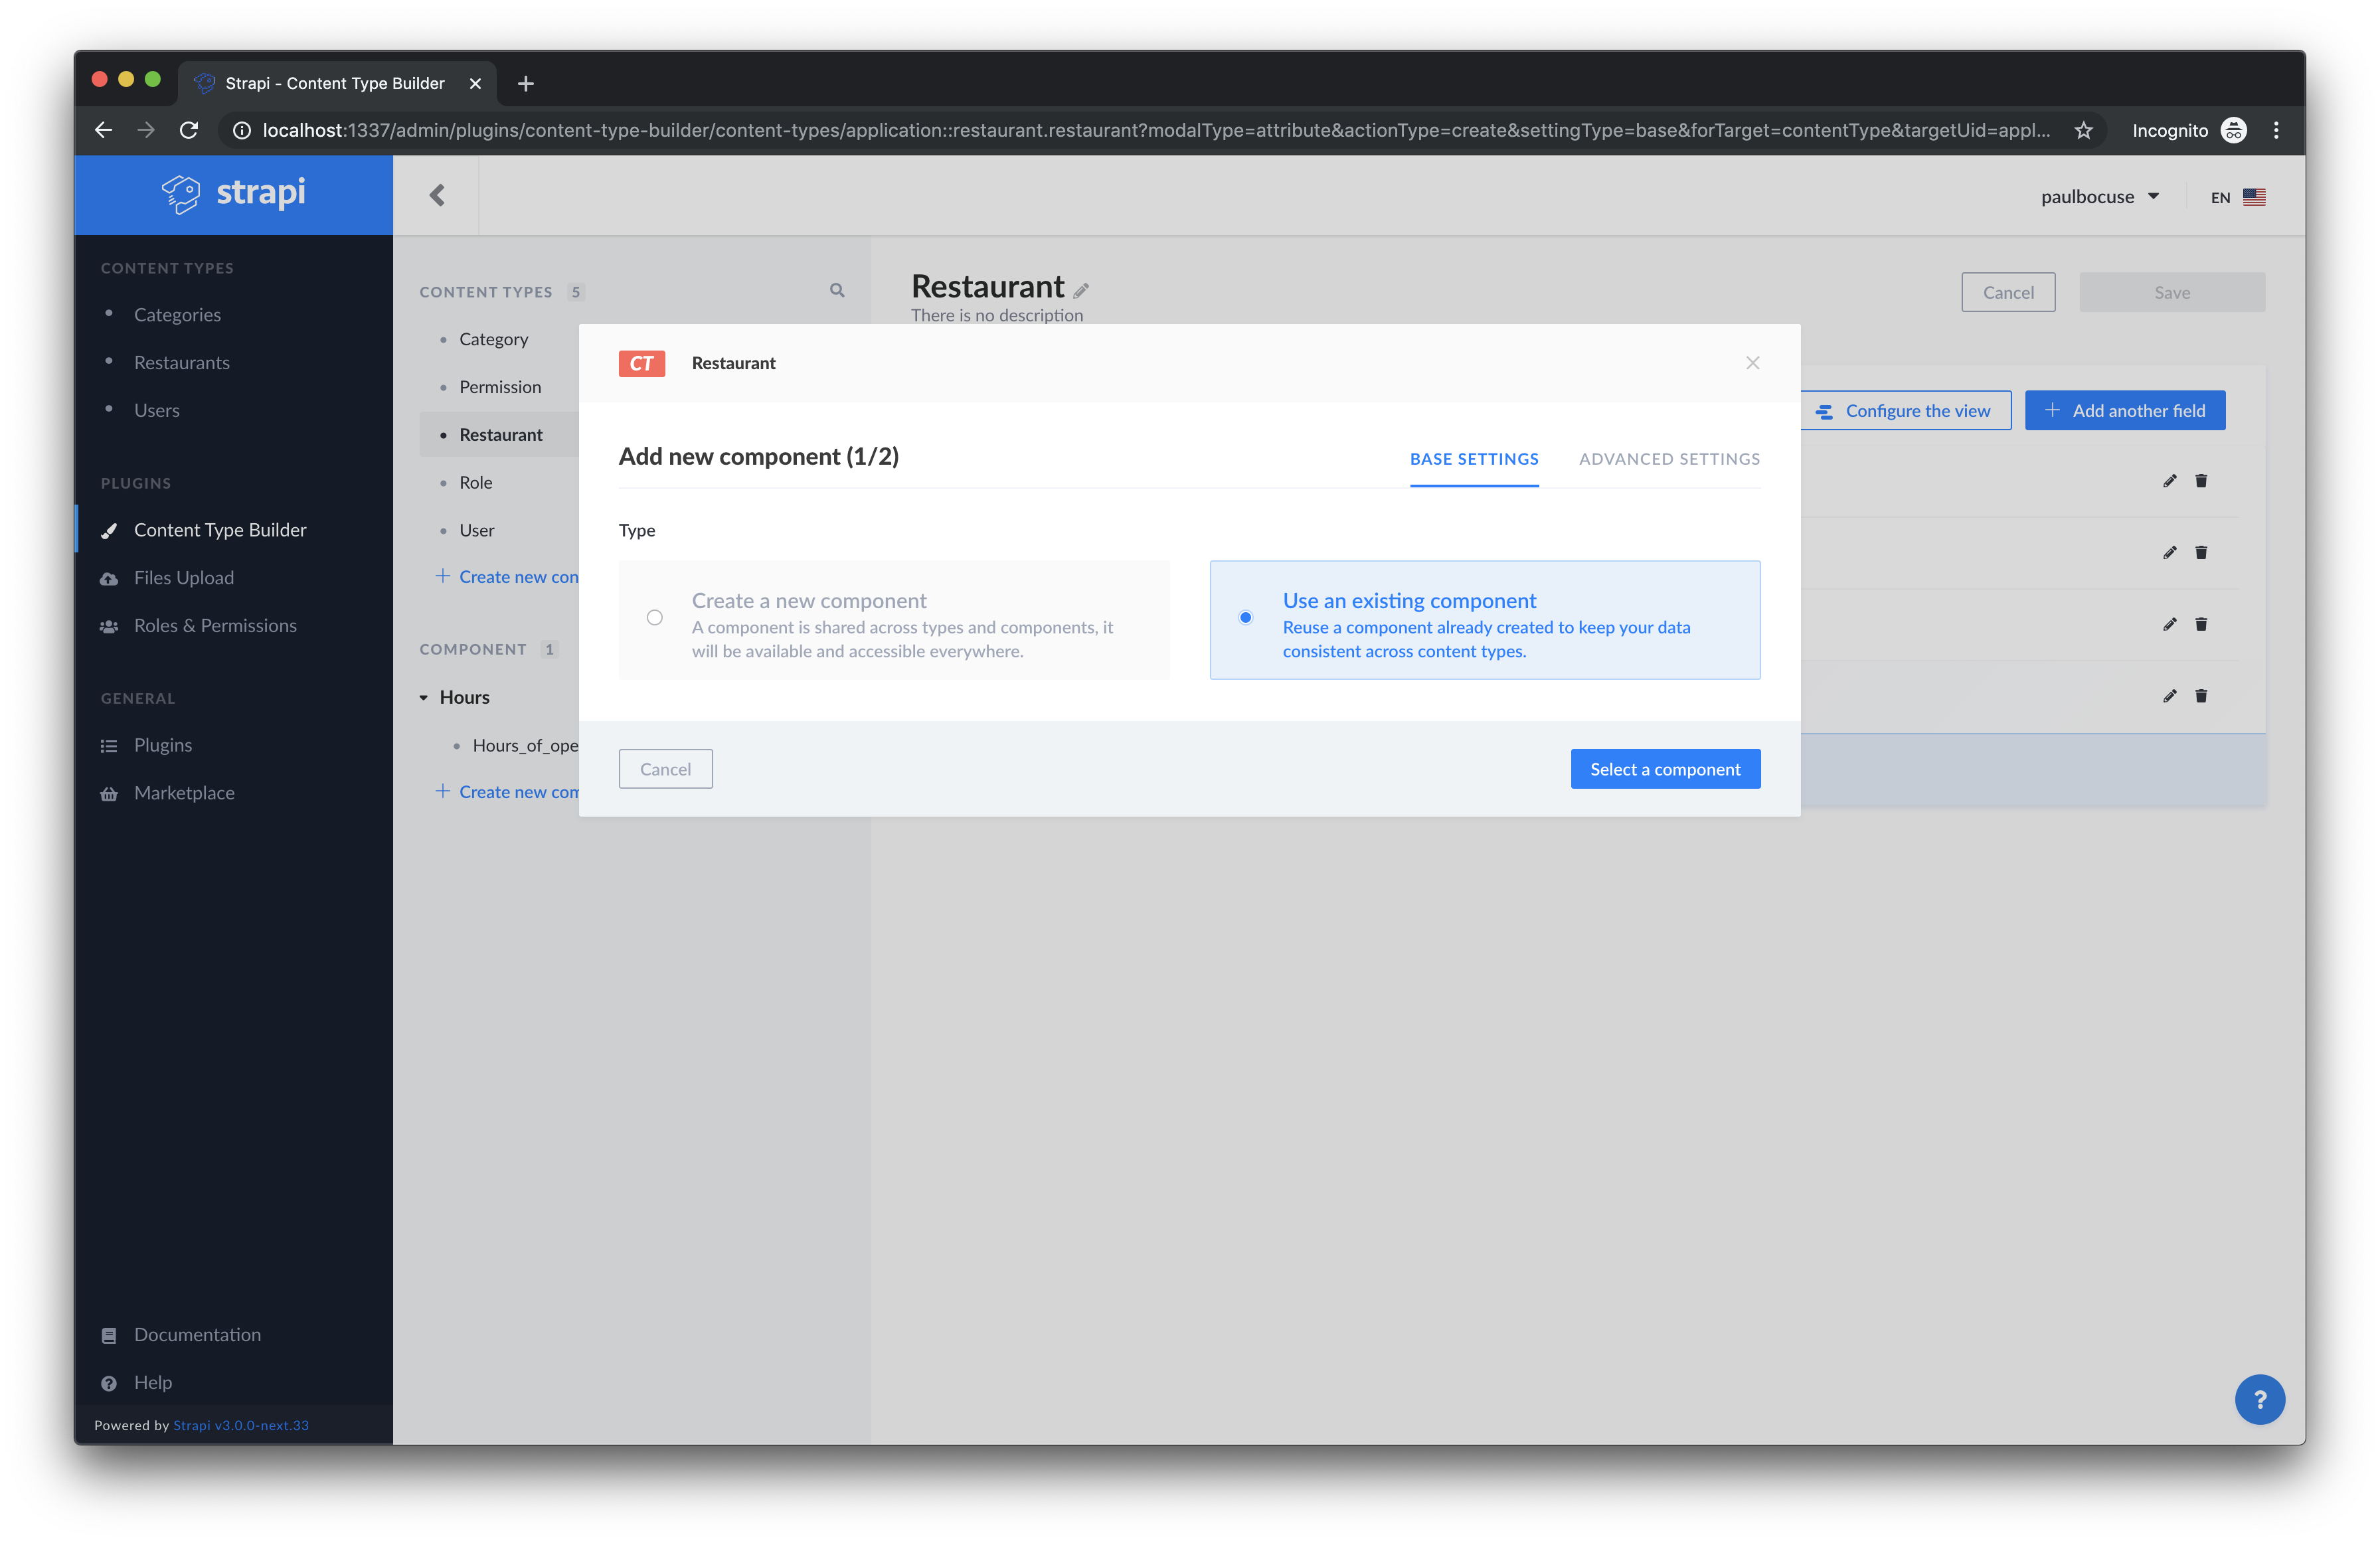 Strapi - Content Type Builder
localhost:1337/admin/plugins/content-type-builder/content-types/application::restaurant.restaurant?modalType=attribute&actionType=create&settingType=base&forTarget=contentType&targetUid=appl...
Incognito
strapi
paulbocuse
EN
CONTENT TYPES
Categories
Restaurants
Users
PLUGINS
Content Type Builder
Files Upload
Roles & Permissions
GENERAL
Plugins
Marketplace
Documentation
Help
Powered by Strapi v3.0.0-next.33
CONTENT TYPES 5
Category
Permission
Restaurant
Role
User
Create new con
COMPONENT 1
Hours
Hours_of_ope
Create new com
Restaurant
There is no description
Cancel
Save
Configure the view
Add another field
CT Restaurant
Add new component (1/2)
BASE SETTINGS
ADVANCED SETTINGS
Type
Create a new component
A component is shared across types and components, it
will be available and accessible everywhere.
Use an existing component
Reuse a component already created to keep your data
consistent across content types.
Cancel
Select a component
?